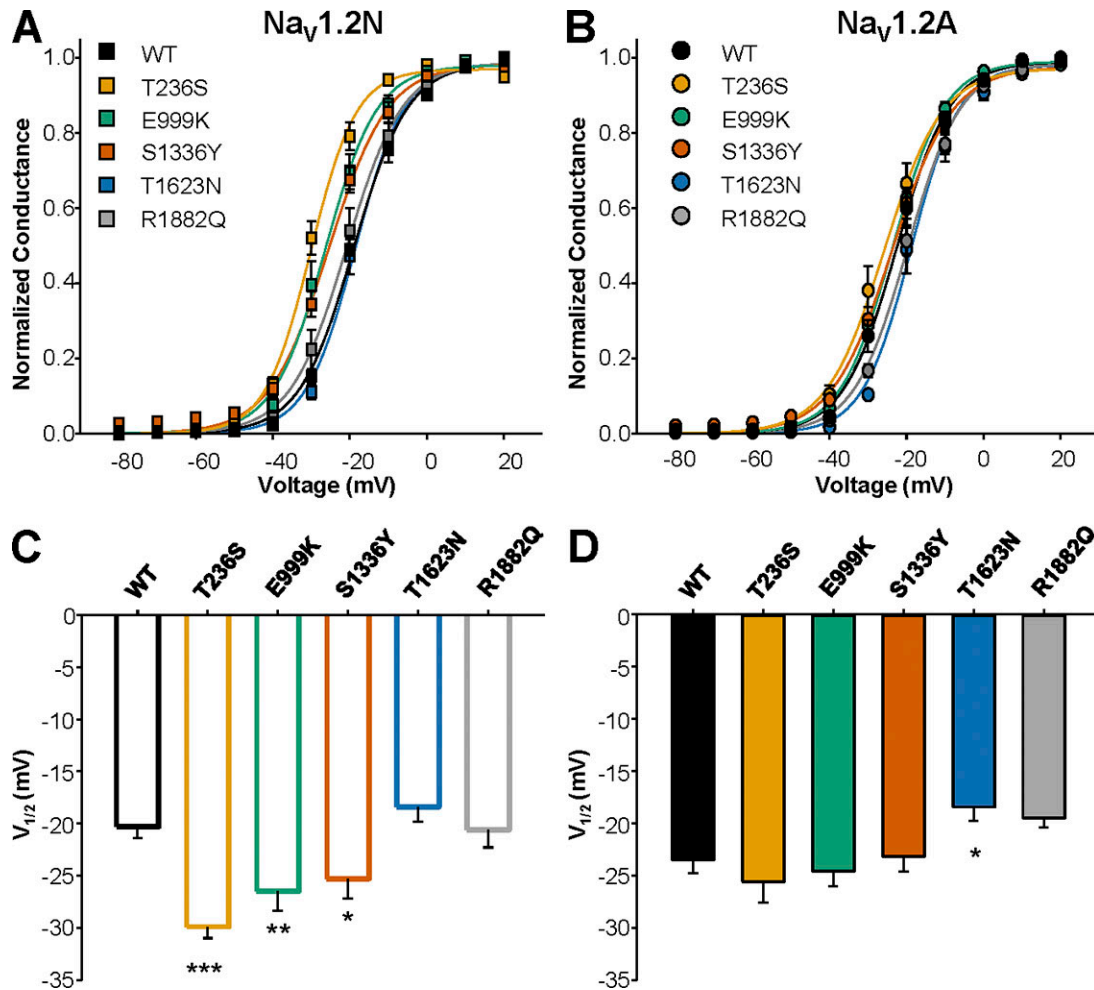 A
Na_V1.2N
WT
T236S
E999K
S1336Y
T1623N
R1882Q
Normalized Conductance
1.0
0.8
0.6
0.4
0.2
0.0
-80 -60 -40 -20 0 20
Voltage (mV)
B
Na_V1.2A
WT
T236S
E999K
S1336Y
T1623N
R1882Q
Normalized Conductance
1.0
0.8
0.6
0.4
0.2
0.0
-80 -60 -40 -20 0 20
Voltage (mV)
C
WT T236S E999K S1336Y T1623N R1882Q
V1/2 (mV)
0
-5
-10
-15
-20
-25
-30
-35
*** ** *
D
WT T236S E999K S1336Y T1623N R1882Q
V1/2 (mV)
0
-5
-10
-15
-20
-25
-30
-35
*